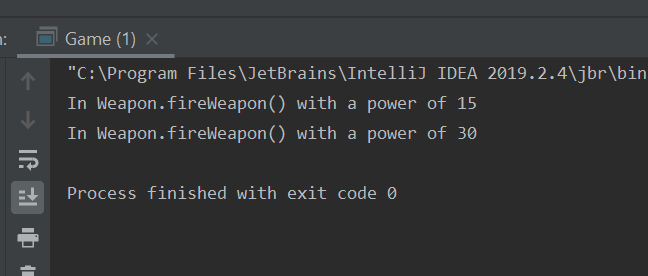 n:
Game (1)
"C:\Program Files\JetBrains\IntelliJ IDEA 2019.2.4\jbr\bin
In Weapon.fireWeapon() with a power of 15
In Weapon.fireWeapon() with a power of 30
Process finished with exit code 0